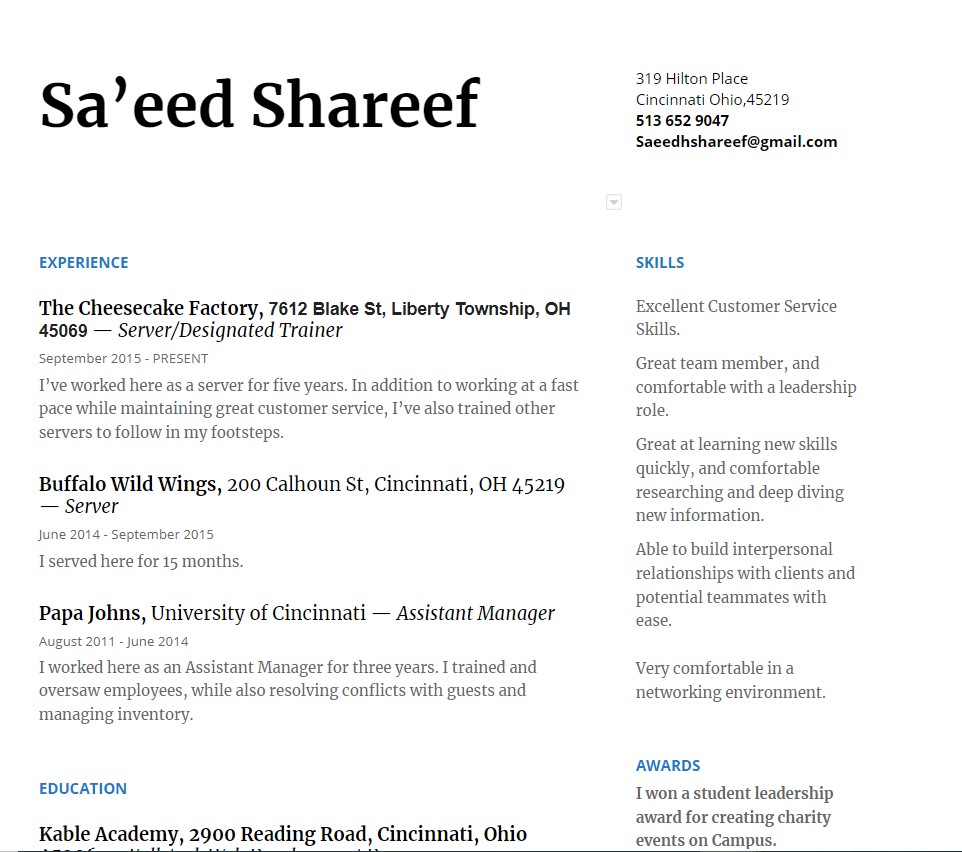 Sa’eed Shareef
319 Hilton Place
Cincinnati Ohio,45219
513 652 9047
Saeedhshareef@gmail.com
EXPERIENCE
The Cheesecake Factory, 7612 Blake St, Liberty Township, OH
45069 — Server/Designated Trainer
September 2015 - PRESENT
I’ve worked here as a server for five years. In addition to working at a fast
pace while maintaining great customer service, I’ve also trained other
servers to follow in my footsteps.
Buffalo Wild Wings, 200 Calhoun St, Cincinnati, OH 45219
— Server
June 2014 - September 2015
I served here for 15 months.
Papa Johns, University of Cincinnati — Assistant Manager
August 2011 - June 2014
I worked here as an Assistant Manager for three years. I trained and
oversaw employees, while also resolving conflicts with guests and
managing inventory.
EDUCATION
Kable Academy, 2900 Reading Road, Cincinnati, Ohio
SKILLS
Excellent Customer Service
Skills.
Great team member, and
comfortable with a leadership
role.
Great at learning new skills
quickly, and comfortable
researching and deep diving
new information.
Able to build interpersonal
relationships with clients and
potential teammates with
ease.
Very comfortable in a
networking environment.
AWARDS
I won a student leadership
award for creating charity
events on Campus.